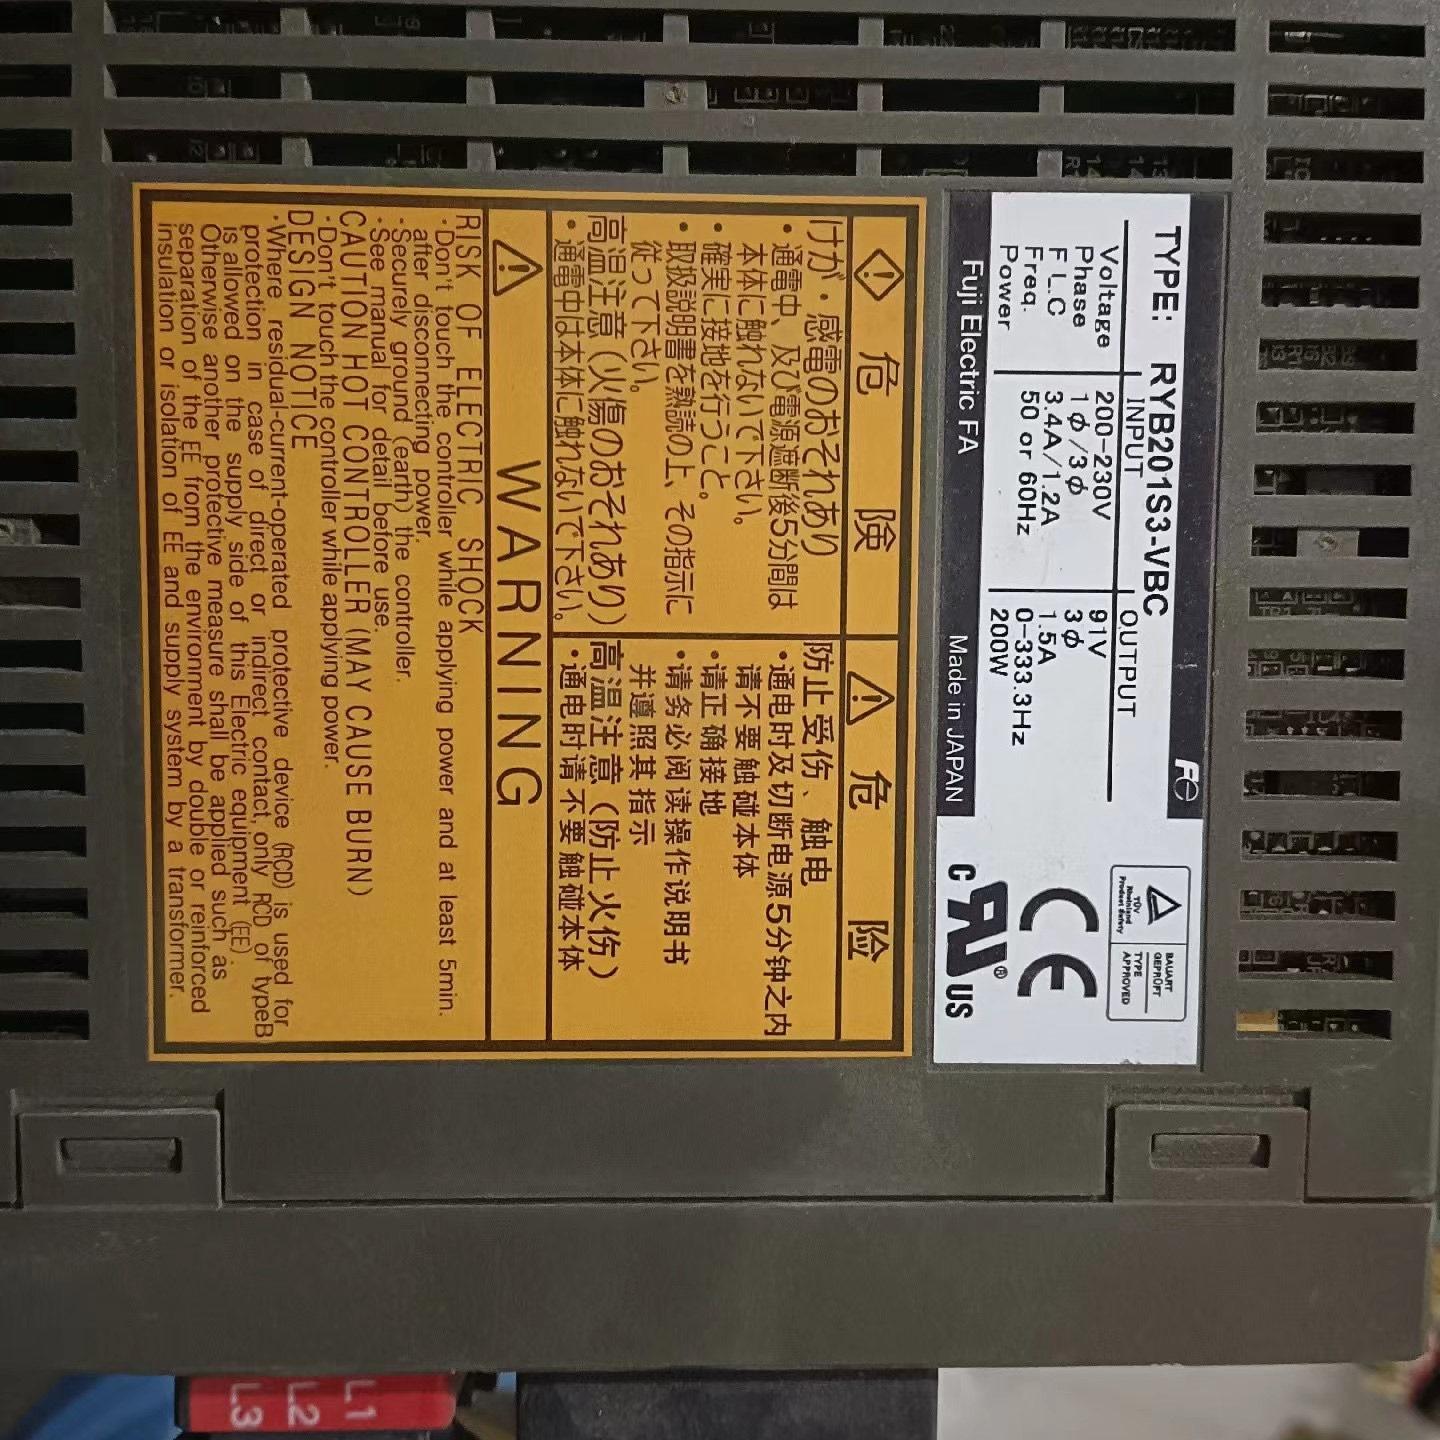 TYPE: RYB201S3-VBC
INPUT OUTPUT
Voltage 200-230V 91V
Phase 1φ/3φ 3φ
F L C 3.4A/1.2A 1.5A
Freq. 50 or 60Hz 0-333.3Hz
Power 200W
Fuji Electric FA Made in JAPAN
Fe
TÜV
Rheinland
Product Safety
BAUART
GEPRÜFT
TYPE
APPROVED
CE
c RU ® US
危険
けが・感電のおそれあり
・通電中、及び電源遮断後5分間は
本体に触れないで下さい。
・確実に接地を行うこと。
・取扱説明書を熟読の上、その指示に
従って下さい。
高温注意(火傷のおそれあり)
・通電中は本体に触れないで下さい。
危险
防止受伤、触电
・通电时及切断电源5分钟之内
请不要触碰本体
・请正确接地
・请务必阅读操作说明书
并遵照其指示
高温注意(防止火伤)
・通电时请不要触碰本体
WARNING
RISK OF ELECTRIC SHOCK
・Don't touch the controller while applying power and at least 5min.
after disconnecting power.
・Securely ground (earth) the controller.
・See manual for detail before use.
CAUTION HOT CONTROLLER (MAY CAUSE BURN)
・Don't touch the controller while applying power.
DESIGN NOTICE
・Where residual-current-operated protective device (RCD) is used for
protection in case of direct or indirect contact, only RCD of typeB
is allowed on the supply side of this Electric equipment (EE).
Otherwise another protective measure shall be applied such as
separation of the EE from the environment by double or reinforced
insulation or isolation of EE and supply system by a transformer.
L1
L2
L3